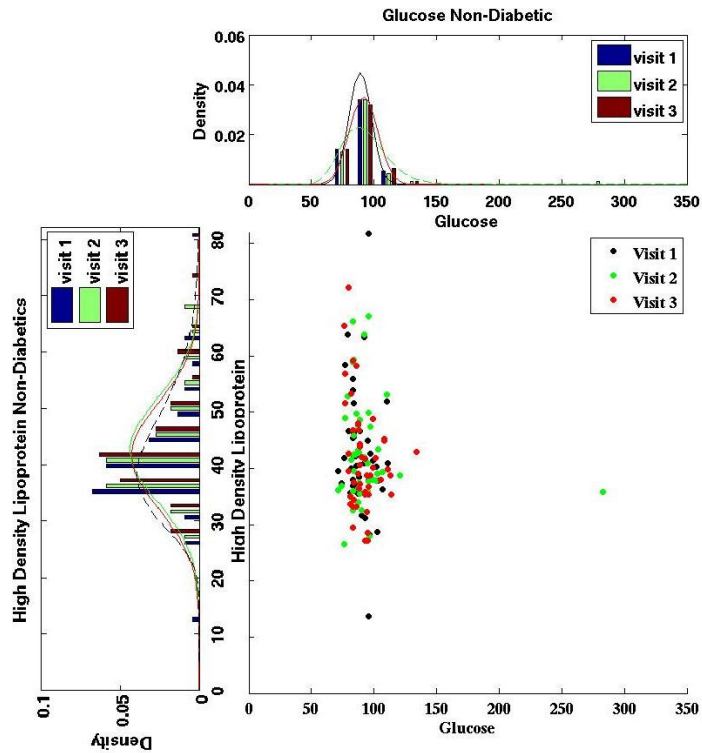 Glucose Non-Diabetic
0.06
0.04
0.02
Density
visit 1
visit 2
visit 3
0 50 100 150 200 250 300 350
Glucose
High Density Lipoprotein Non-Diabetics
visit 1
visit 2
visit 3
80
70
60
50
40
30
20
10
0
0.1 0.05 0
Density
High Density Lipoprotein
Visit 1
Visit 2
Visit 3
0 50 100 150 200 250 300 350
Glucose